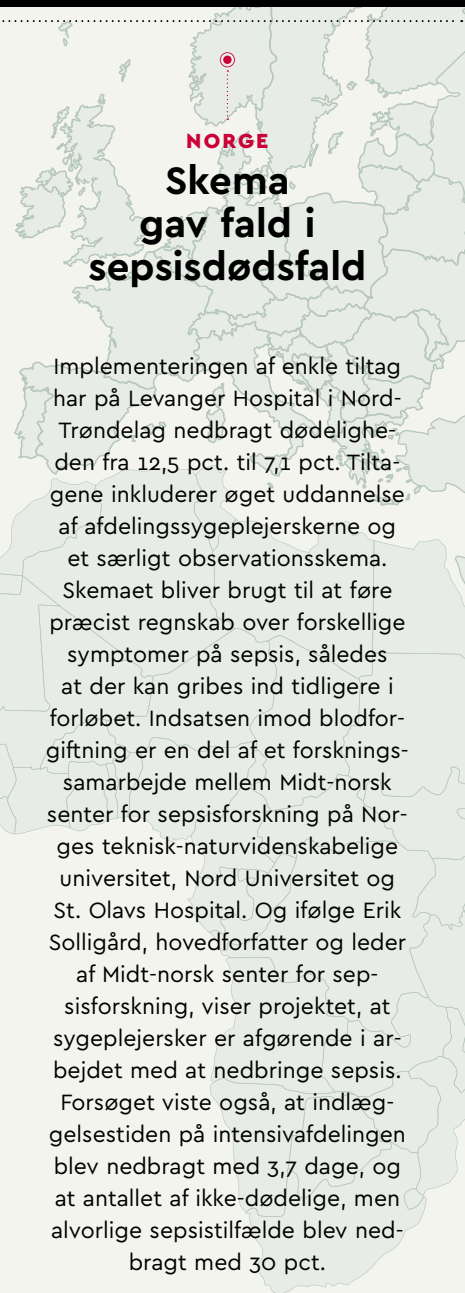 NORGE
Skema
gav fald i
sepsisdødsfald
Implementeringen af enkle tiltag
har på Levanger Hospital i Nord-
Trøndelag nedbragt dødelighe-
den fra 12,5 pct. til 7,1 pct. Tilta-
gene inkluderer øget uddannelse
af afdelingssygeplejerskerne og
et særligt observationsskema.
Skemaet bliver brugt til at føre
præcist regnskab over forskellige
symptomer på sepsis, således
at der kan gribes ind tidligere i
forløbet. Indsatsen imod blodfor-
giftning er en del af et forsknings-
samarbejde mellem Midt-norsk
senter for sepsisforskning på Nor-
ges teknisk-naturvidenskabelige
universitet, Nord Universitet og
St. Olavs Hospital. Og ifølge Erik
Solligård, hovedforfatter og leder
af Midt-norsk senter for sep-
sisforskning, viser projektet, at
sygeplejersker er afgørende i ar-
bejdet med at nedbringe sepsis.
Forsøget viste også, at indlæg-
gelsestiden på intensivafdelingen
blev nedbragt med 3,7 dage, og
at antallet af ikke-dødelige, men
alvorlige sepsistilfælde blev ned-
bragt med 30 pct.